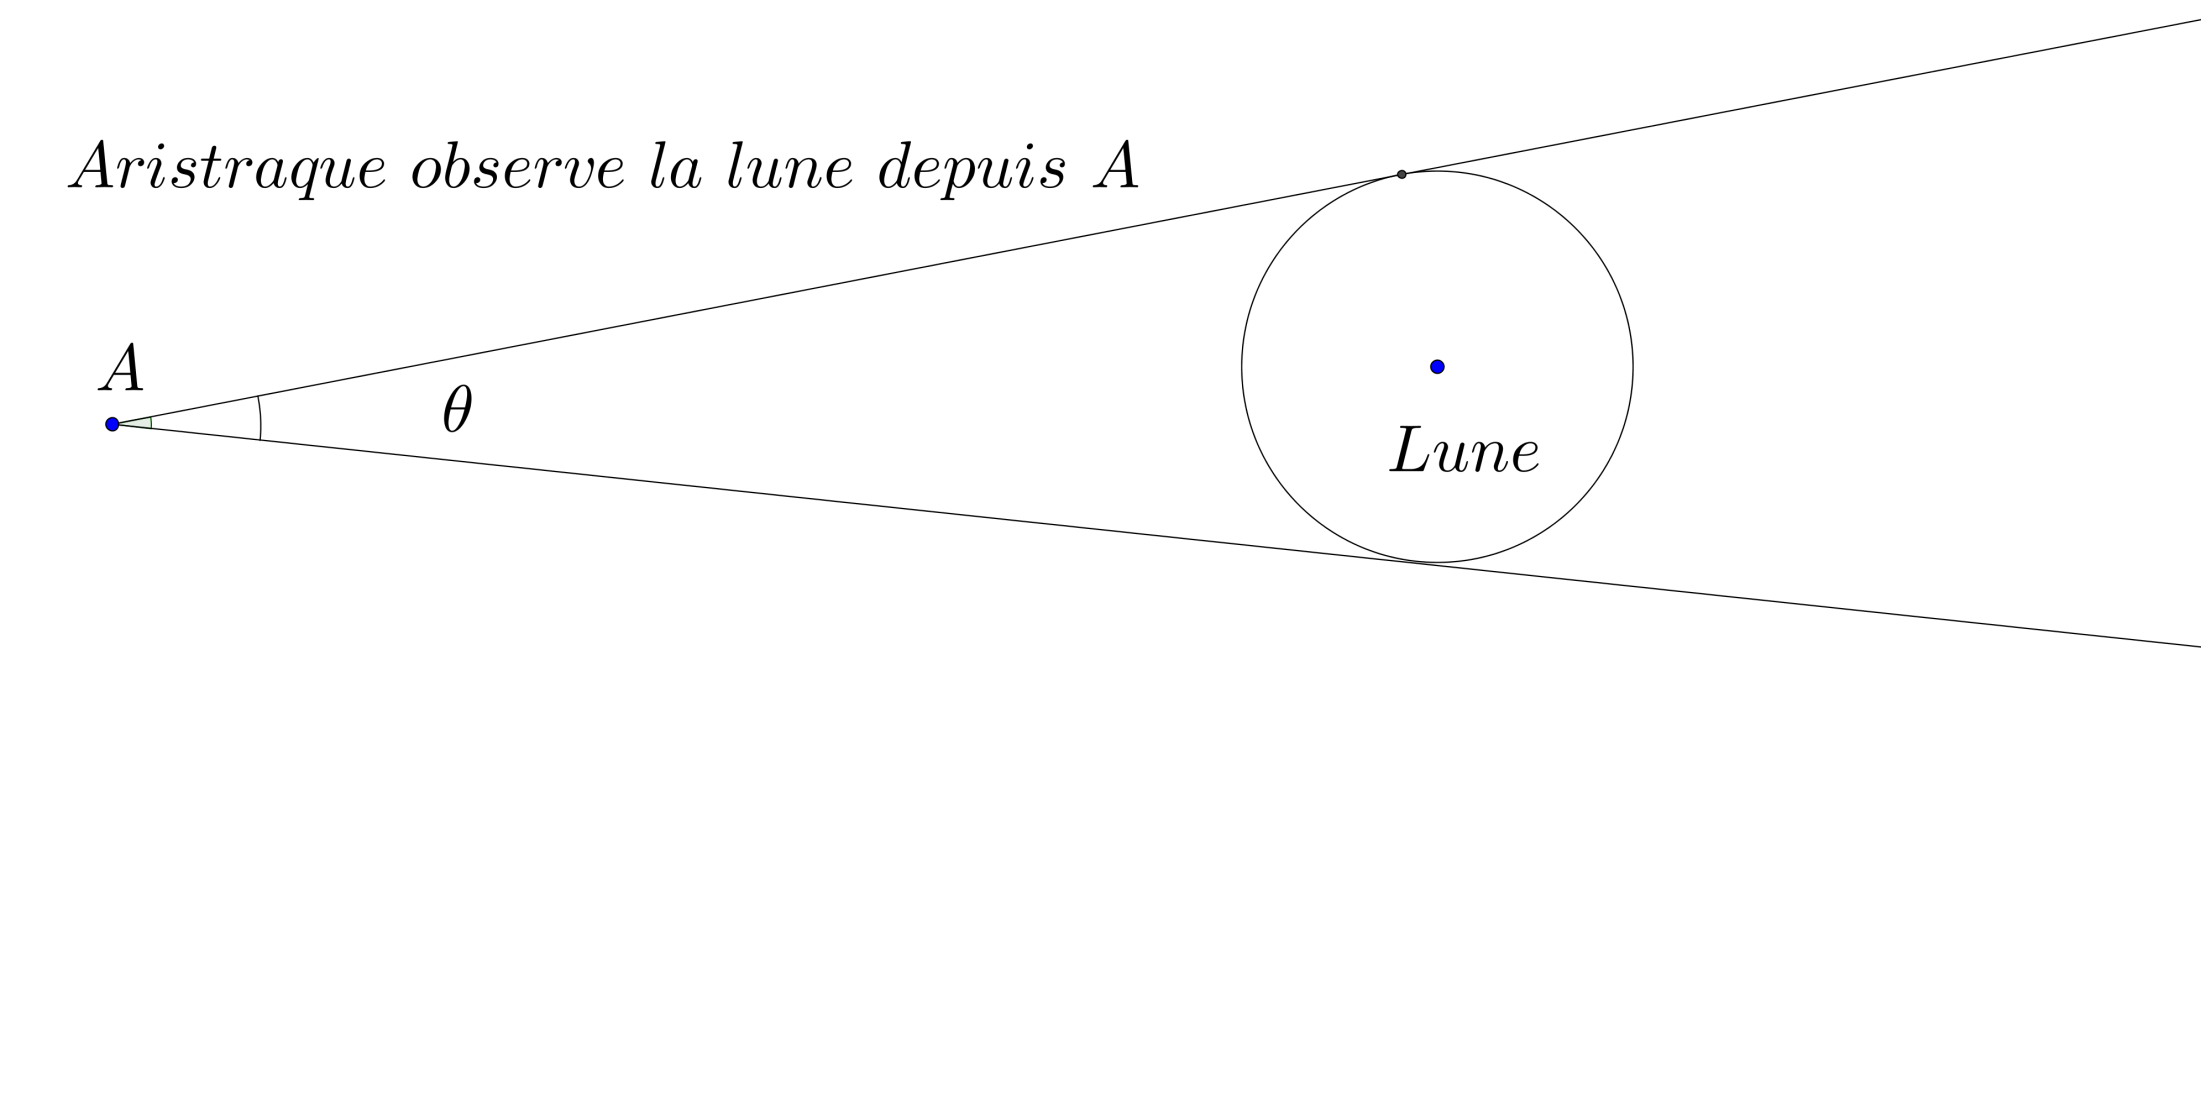 Aristraque observe la lune depuis A
A
θ
Lune